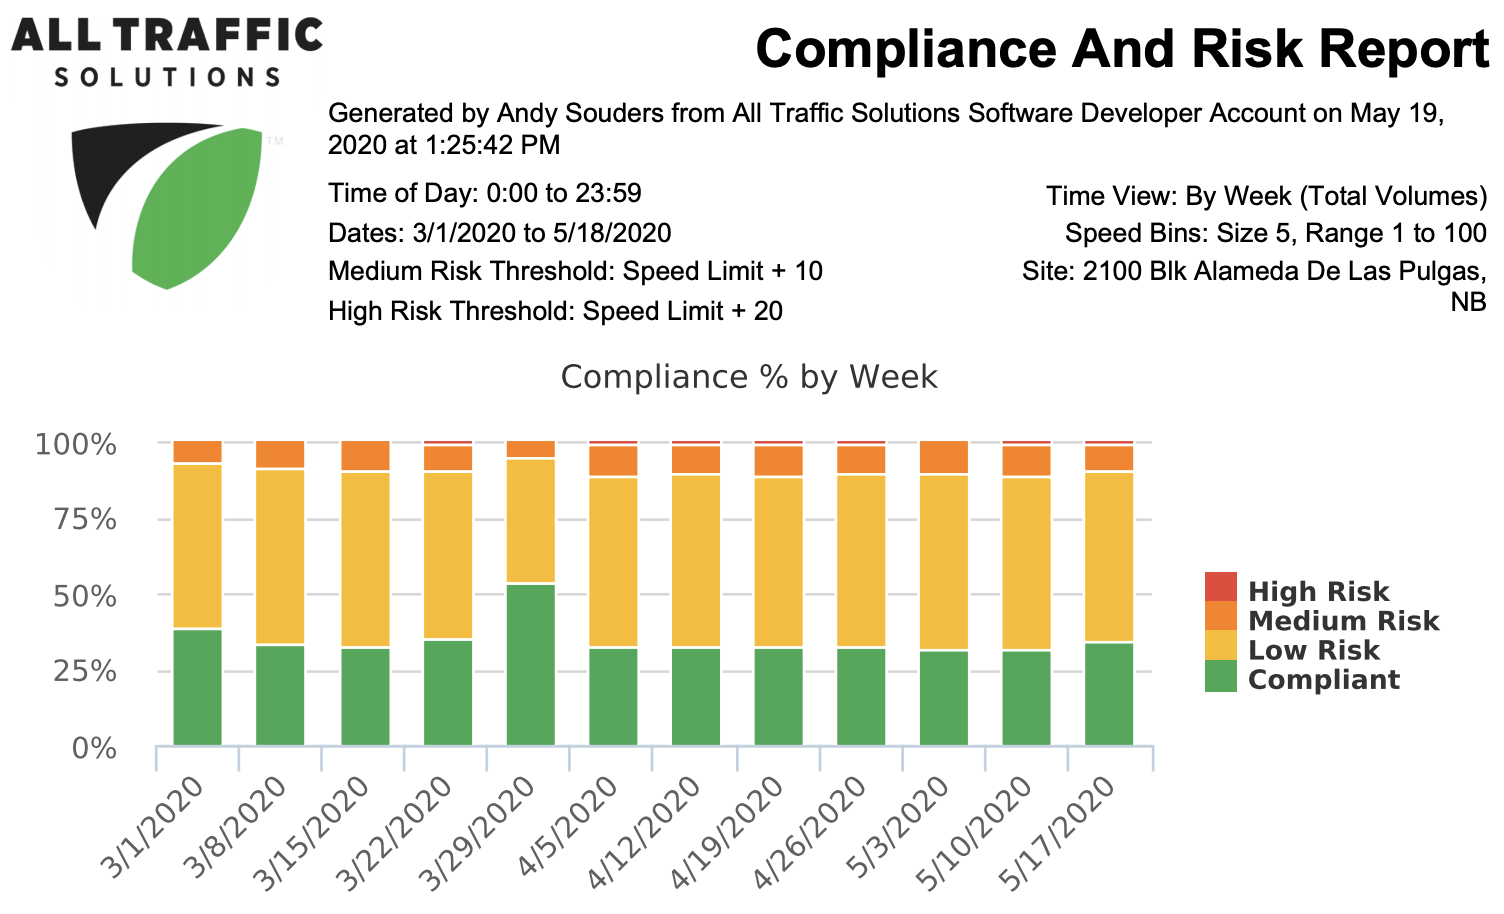 ALL TRAFFIC
SOLUTIONS
TM
Compliance And Risk Report
Generated by Andy Souders from All Traffic Solutions Software Developer Account on May 19,
2020 at 1:25:42 PM
Time of Day: 0:00 to 23:59
Dates: 3/1/2020 to 5/18/2020
Medium Risk Threshold: Speed Limit + 10
High Risk Threshold: Speed Limit + 20
Time View: By Week (Total Volumes)
Speed Bins: Size 5, Range 1 to 100
Site: 2100 Blk Alameda De Las Pulgas,
NB
Compliance % by Week
100%
75%
50%
25%
0%
3/1/2020
3/8/2020
3/15/2020
3/22/2020
3/29/2020
4/5/2020
4/12/2020
4/19/2020
4/26/2020
5/3/2020
5/10/2020
5/17/2020
High Risk
Medium Risk
Low Risk
Compliant